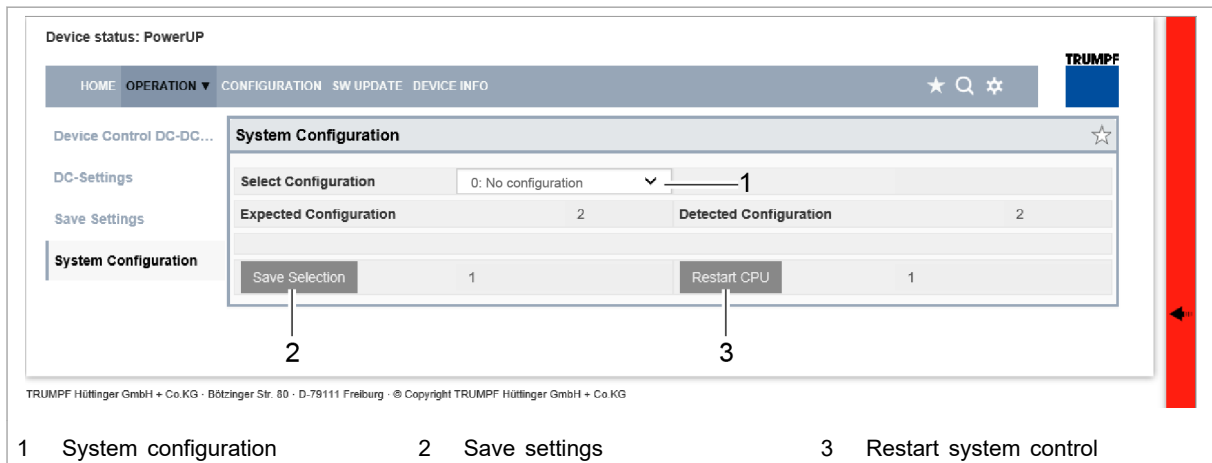 Device status: PowerUP
TRUMPF
HOME OPERATION ▼ CONFIGURATION SW UPDATE DEVICE INFO
Device Control DC-DC...
DC-Settings
Save Settings
System Configuration
System Configuration
Select Configuration 0: No configuration 1
Expected Configuration 2 Detected Configuration 2
Save Selection 1 Restart CPU 1
2 3
TRUMPF Hüttinger GmbH + Co.KG · Bötzinger Str. 80 · D-79111 Freiburg · © Copyright TRUMPF Hüttinger GmbH + Co.KG
1 System configuration 2 Save settings 3 Restart system control